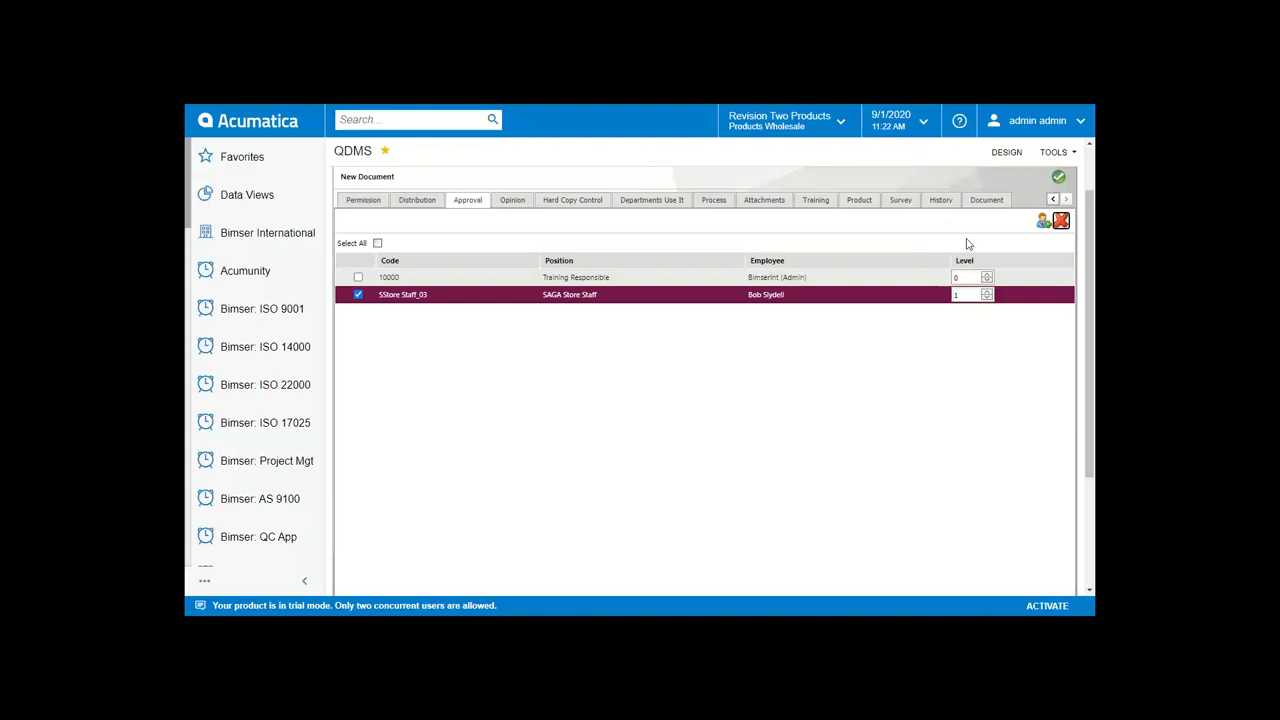 Acumatica
Search...
Revision Two Products
Products Wholesale
9/1/2020
11:22 AM
admin admin
Favorites
Data Views
Bimser International
Acumunity
Bimser: ISO 9001
Bimser: ISO 14000
Bimser: ISO 22000
Bimser: ISO 17025
Bimser: Project Mgt
Bimser: AS 9100
Bimser: QC App
QDMS
DESIGN TOOLS
New Document
Permission Distribution Approval Opinion Hard Copy Control Departments Use It Process Attachments Training Product Survey History Document
Select All
Code Position Employee Level
10000 Training Responsible BimserInt (Admin) 0
SStore Staff_03 SAGA Store Staff Bob Slydell 1
Your product is in trial mode. Only two concurrent users are allowed. ACTIVATE